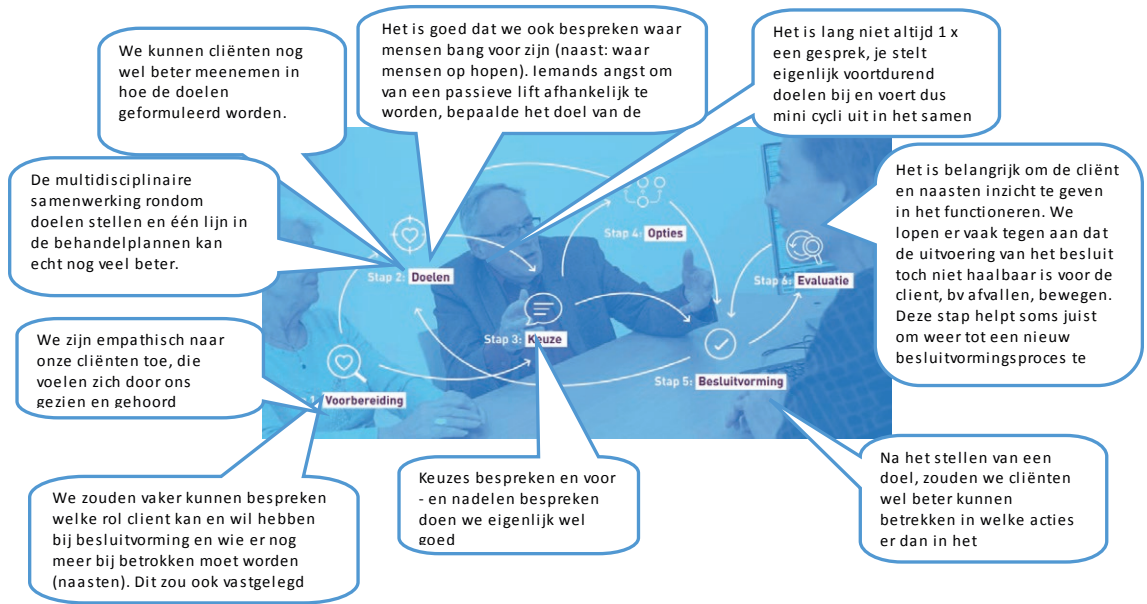 We kunnen cliënten nog
wel beter meenemen in
hoe de doelen
geformuleerd worden.
Het is goed dat we ook bespreken waar
mensen bang voor zijn (naast: waar
mensen op hopen). Iemands angst om
van een passieve lift afhankelijk te
worden, bepaalde het doel van de
Het is lang niet altijd 1 x
een gesprek, je stelt
eigenlijk voortdurend
doelen bij en voert dus
mini cycli uit in het samen
De multidisciplinaire
samenwerking rondom
doelen stellen en één lijn in
de behandelplannen kan
echt nog veel beter.
Het is belangrijk om de cliënt
en naasten inzicht te geven
in het functioneren. We
lopen er vaak tegen aan dat
de uitvoering van het besluit
toch niet haalbaar is voor de
client, bv afvallen, bewegen.
Deze stap helpt soms juist
om weer tot een nieuw
besluitvormingsproces te
Stap 4: Opties
Stap 2: Doelen
Stap 6: Evaluatie
Stap 3: Keuze
Stap 5: Besluitvorming
1 Voorbereiding
We zijn empathisch naar
onze cliënten toe, die
voelen zich door ons
gezien en gehoord
We zouden vaker kunnen bespreken
welke rol client kan en wil hebben
bij besluitvorming en wie er nog
meer bij betrokken moet worden
(naasten). Dit zou ook vastgelegd
Keuzes bespreken en voor
- en nadelen bespreken
doen we eigenlijk wel
goed
Na het stellen van een
doel, zouden we cliënten
wel beter kunnen
betrekken in welke acties
er dan in het